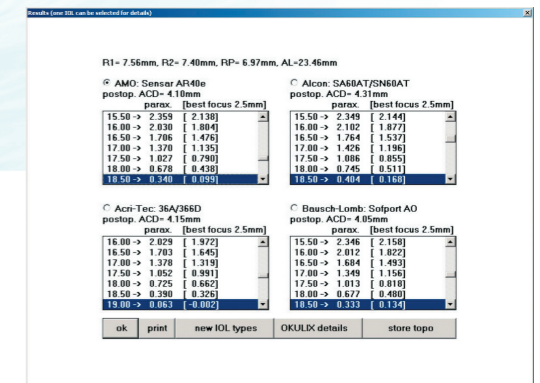 Results (one IOL can be selected for details)
R1= 7.56mm, R2= 7.40mm, RP= 6.97mm, AL=23.46mm
AMO: Sensar AR40e
postop. ACD= 4.10mm
parax. [best focus 2.5mm]
15.50 -> 2.359 [ 2.138]
16.00 -> 2.030 [ 1.804]
16.50 -> 1.706 [ 1.476]
17.00 -> 1.370 [ 1.135]
17.50 -> 1.027 [ 0.790]
18.00 -> 0.678 [ 0.438]
18.50 -> 0.340 [ 0.099]
Alcon: SA60AT/SN60AT
postop. ACD= 4.31mm
parax. [best focus 2.5mm]
15.50 -> 2.349 [ 2.144]
16.00 -> 2.102 [ 1.877]
16.50 -> 1.764 [ 1.537]
17.00 -> 1.426 [ 1.196]
17.50 -> 1.086 [ 0.855]
18.00 -> 0.745 [ 0.511]
18.50 -> 0.404 [ 0.168]
Acri-Tec: 36A/366D
postop. ACD= 4.15mm
parax. [best focus 2.5mm]
16.00 -> 2.029 [ 1.972]
16.50 -> 1.703 [ 1.645]
17.00 -> 1.378 [ 1.319]
17.50 -> 1.052 [ 0.991]
18.00 -> 0.725 [ 0.662]
18.50 -> 0.390 [ 0.326]
19.00 -> 0.063 [-0.002]
Bausch-Lomb: Sofport AO
postop. ACD= 4.05mm
parax. [best focus 2.5mm]
15.50 -> 2.346 [ 2.158]
16.00 -> 2.012 [ 1.822]
16.50 -> 1.684 [ 1.493]
17.00 -> 1.349 [ 1.156]
17.50 -> 1.013 [ 0.818]
18.00 -> 0.677 [ 0.480]
18.50 -> 0.333 [ 0.134]
ok print new IOL types OKULIX details store topo